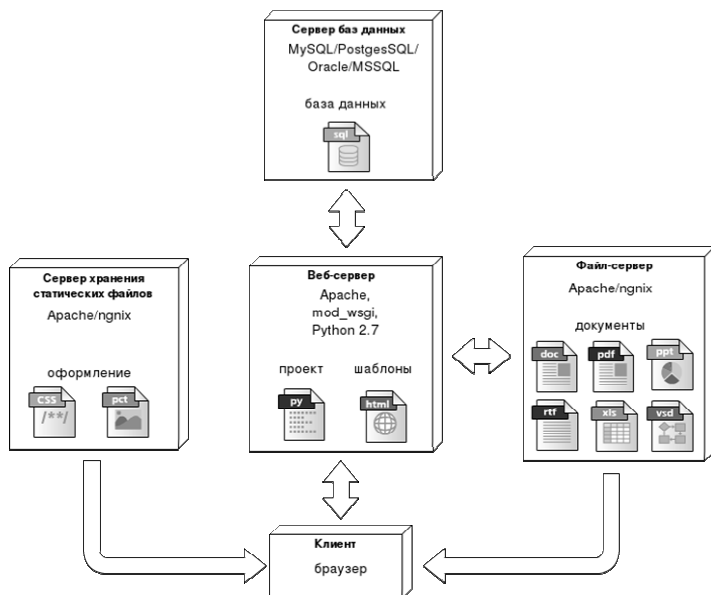 Сервер баз данных
MySQL/PostgesSQL/
Oracle/MSSQL
база данных
sql
Сервер хранения
статических файлов
Apache/ngnix
оформление
CSS
/**/
pct
Веб-сервер
Apache,
mod_wsgi,
Python 2.7
проект
шаблоны
py
html
Файл-сервер
Apache/ngnix
документы
doc
pdf
ppt
rtf
xls
vsd
Клиент
браузер